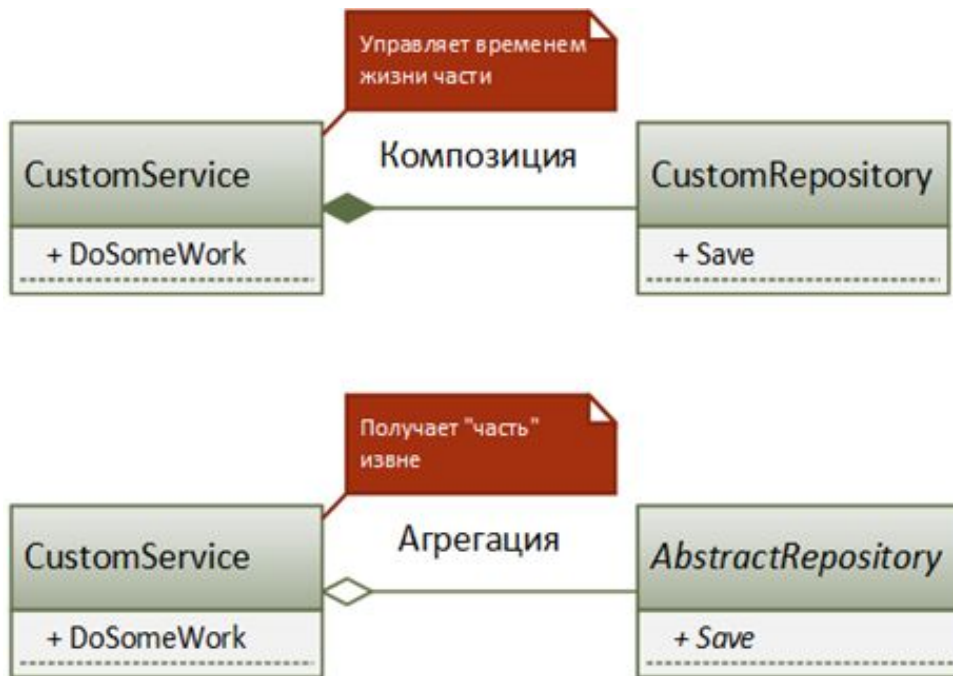 Управляет временем
жизни части
Композиция
CustomService
CustomRepository
+ DoSomeWork
+ Save
Получает "часть"
извне
Агрегация
CustomService
AbstractRepository
+ DoSomeWork
+ Save